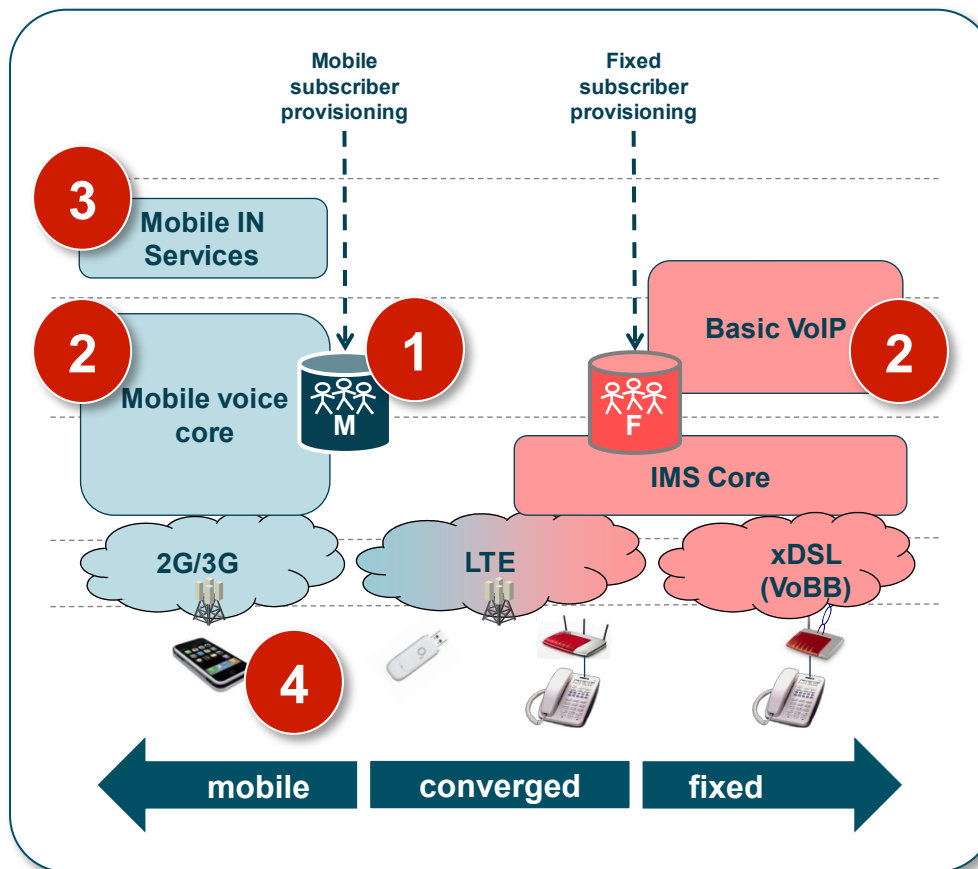 Mobile
subscriber
provisioning
Fixed
subscriber
provisioning
3
Mobile IN
Services
2
Mobile voice
core
1
M
Basic VoIP
2
F
IMS Core
2G/3G
LTE
xDSL
(VoBB)
4
mobile
converged
fixed